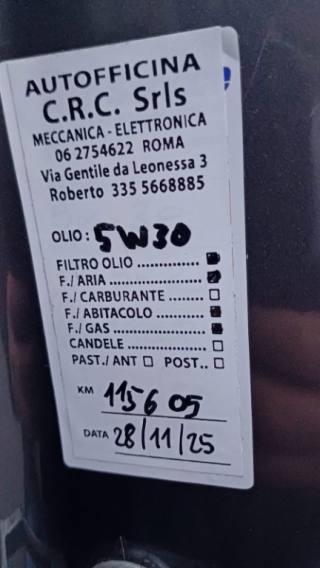 AUTOFFICINA
C.R.C. Srls
MECCANICA - ELETTRONICA
06 2754622 ROMA
Via Gentile da Leonessa 3
Roberto 335 5668885
OLIO: 5W30
FILTRO OLIO .............. ■
F./ ARIA ..................... ■
F./ CARBURANTE ....... □
F./ ABITACOLO ........... ■
F./ GAS ...................... ■
CANDELE ................... □
PAST./ ANT □ POST.. □
KM 115605
DATA 28/11/25